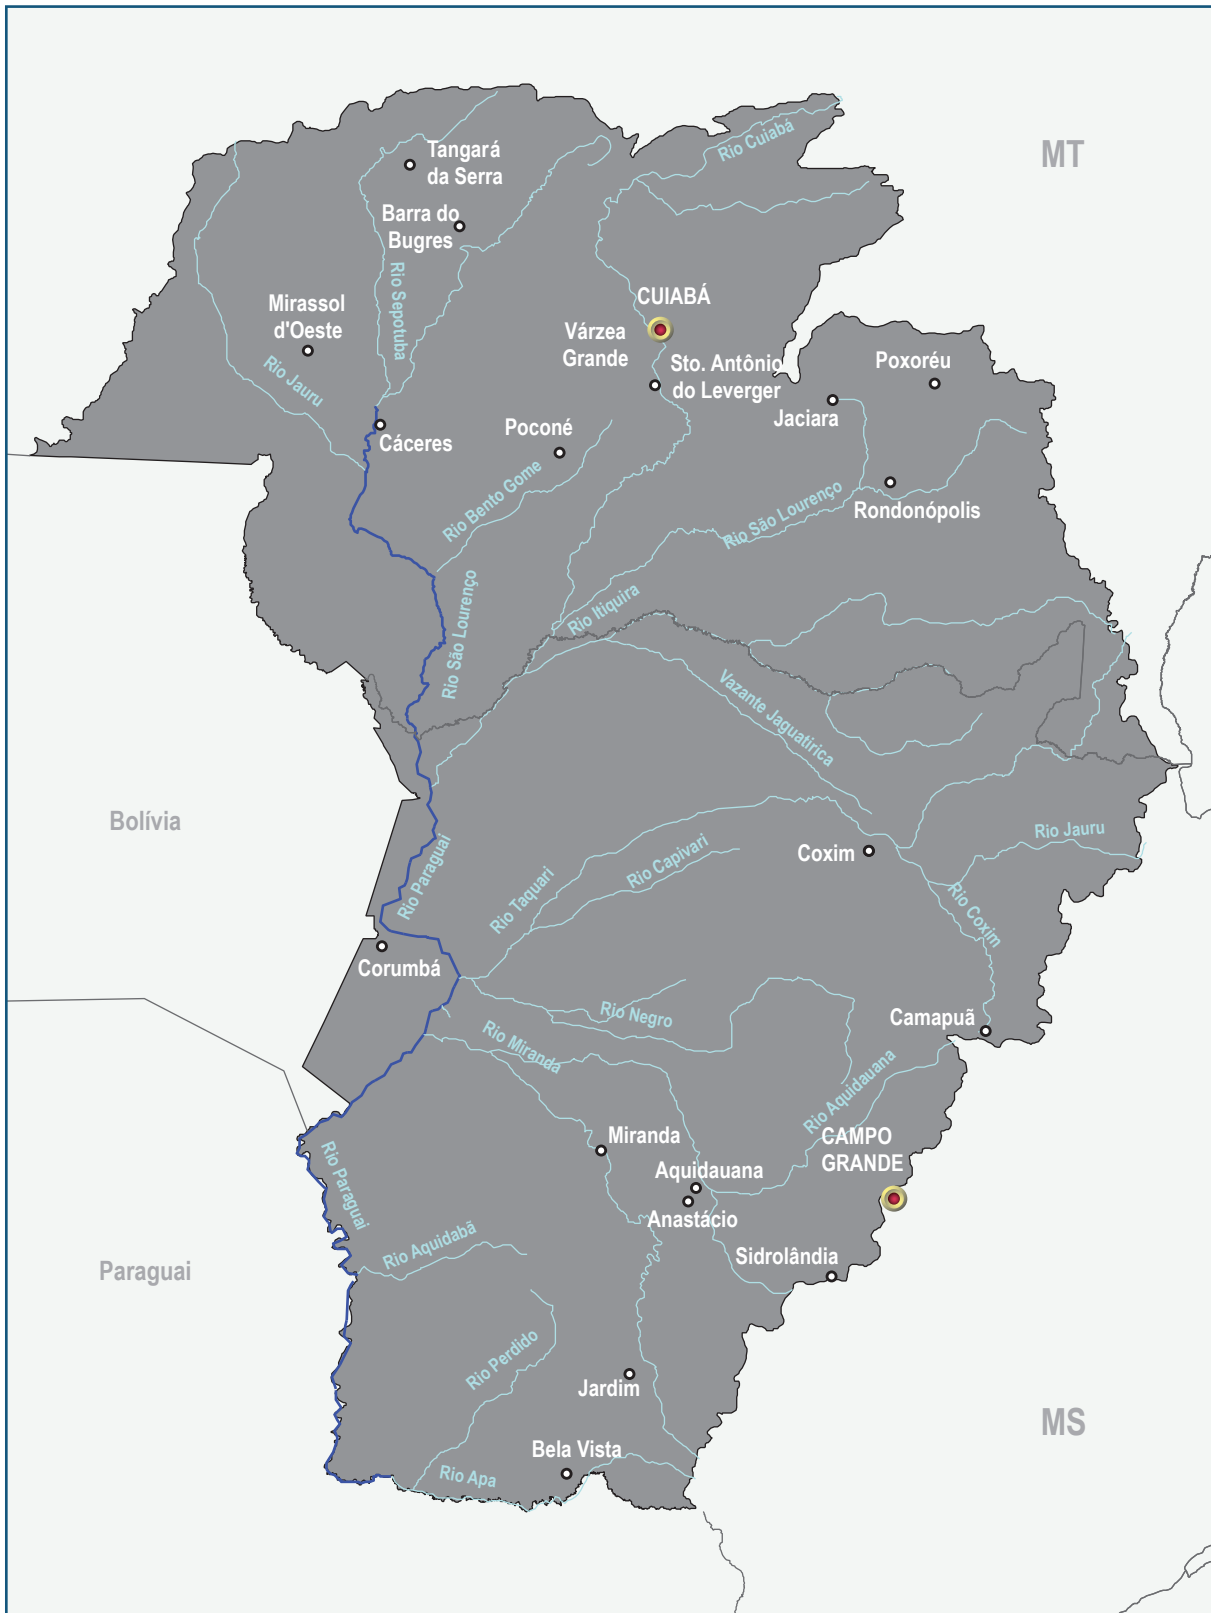 Rio Cuiabá
MT
Tangará
da Serra
Barra do
Bugres
Rio Sepotuba
Mirassol
d'Oeste
CUIABÁ
Várzea
Grande
Sto. Antônio
do Leverger
Poxoréu
Rio Jauru
Jaciara
Cáceres
Poconé
Rio Bento Gome
Rio São Lourenço
Rondonópolis
Rio São Lourenço
Rio Itiquira
Vazante Jaguatirica
Bolívia
Rio Jauru
Coxim
Rio Capivari
Rio Paraguai
Rio Taquari
Rio Coxim
Corumbá
Rio Negro
Camapuã
Rio Miranda
Rio Aquidauana
Miranda
CAMPO
GRANDE
Rio Paraguai
Aquidauana
Anastácio
Rio Aquidabã
Sidrolândia
Paraguai
Rio Perdido
Jardim
MS
Bela Vista
Rio Apa